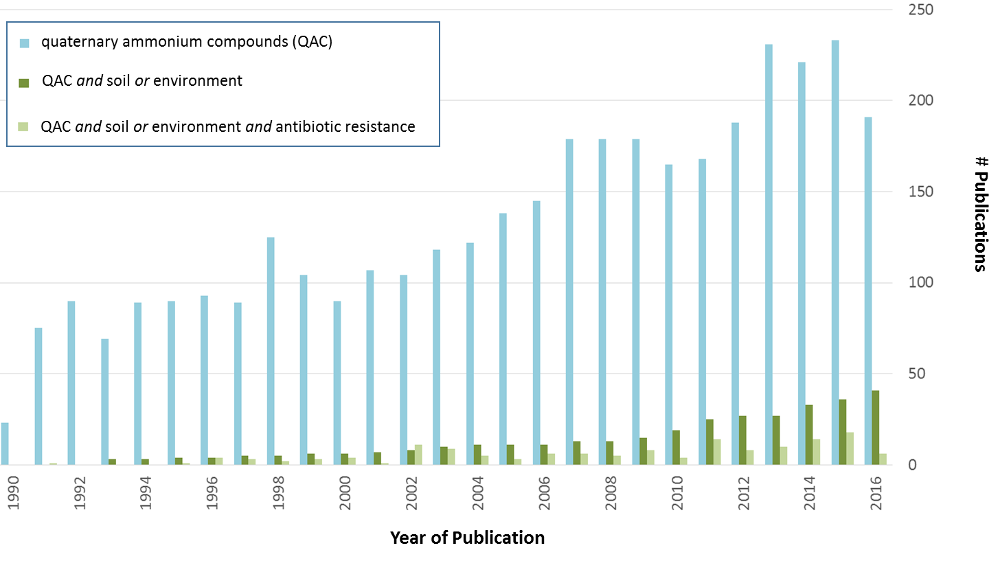 250
quaternary ammonium compounds (QAC)
QAC and soil or environment
200
QAC and soil or environment and antibiotic resistance
# Publications
150
100
50
0
1990 1992 1994 1996 1998 2000 2002 2004 2006 2008 2010 2012 2014 2016
Year of Publication